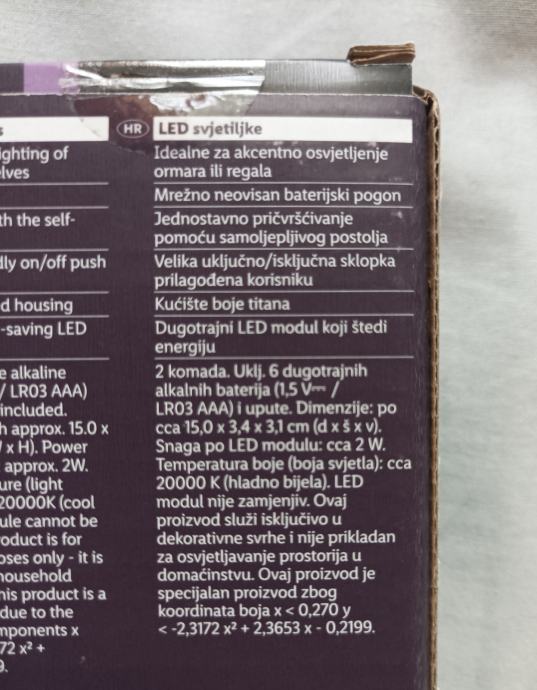 s
ighting of
elves
th the self-
dly on/off push
d housing
-saving LED
e alkaline
/ LR03 AAA)
included.
h approx. 15.0 x
x H). Power
approx. 2W.
ure (light
20000K (cool
ule cannot be
roduct is for
oses only - it is
household
his product is a
due to the
mponents x
72 x² +
9.
HR LED svjetiljke
Idealne za akcentno osvjetljenje
ormara ili regala
Mrežno neovisan baterijski pogon
Jednostavno pričvršćivanje
pomoću samoljepljivog postolja
Velika uključno/isključna sklopka
prilagođena korisniku
Kućište boje titana
Dugotrajni LED modul koji štedi
energiju
2 komada. Uklj. 6 dugotrajnih
alkalnih baterija (1,5 V⎓ /
LR03 AAA) i upute. Dimenzije: po
cca 15,0 x 3,4 x 3,1 cm (d x š x v).
Snaga po LED modulu: cca 2 W.
Temperatura boje (boja svjetla): cca
20000 K (hladno bijela). LED
modul nije zamjenjiv. Ovaj
proizvod služi isključivo u
dekorativne svrhe i nije prikladan
za osvjetljavanje prostorija u
domaćinstvu. Ovaj proizvod je
specijalan proizvod zbog
koordinata boja x < 0,270 y
< -2,3172 x² + 2,3653 x - 0,2199.